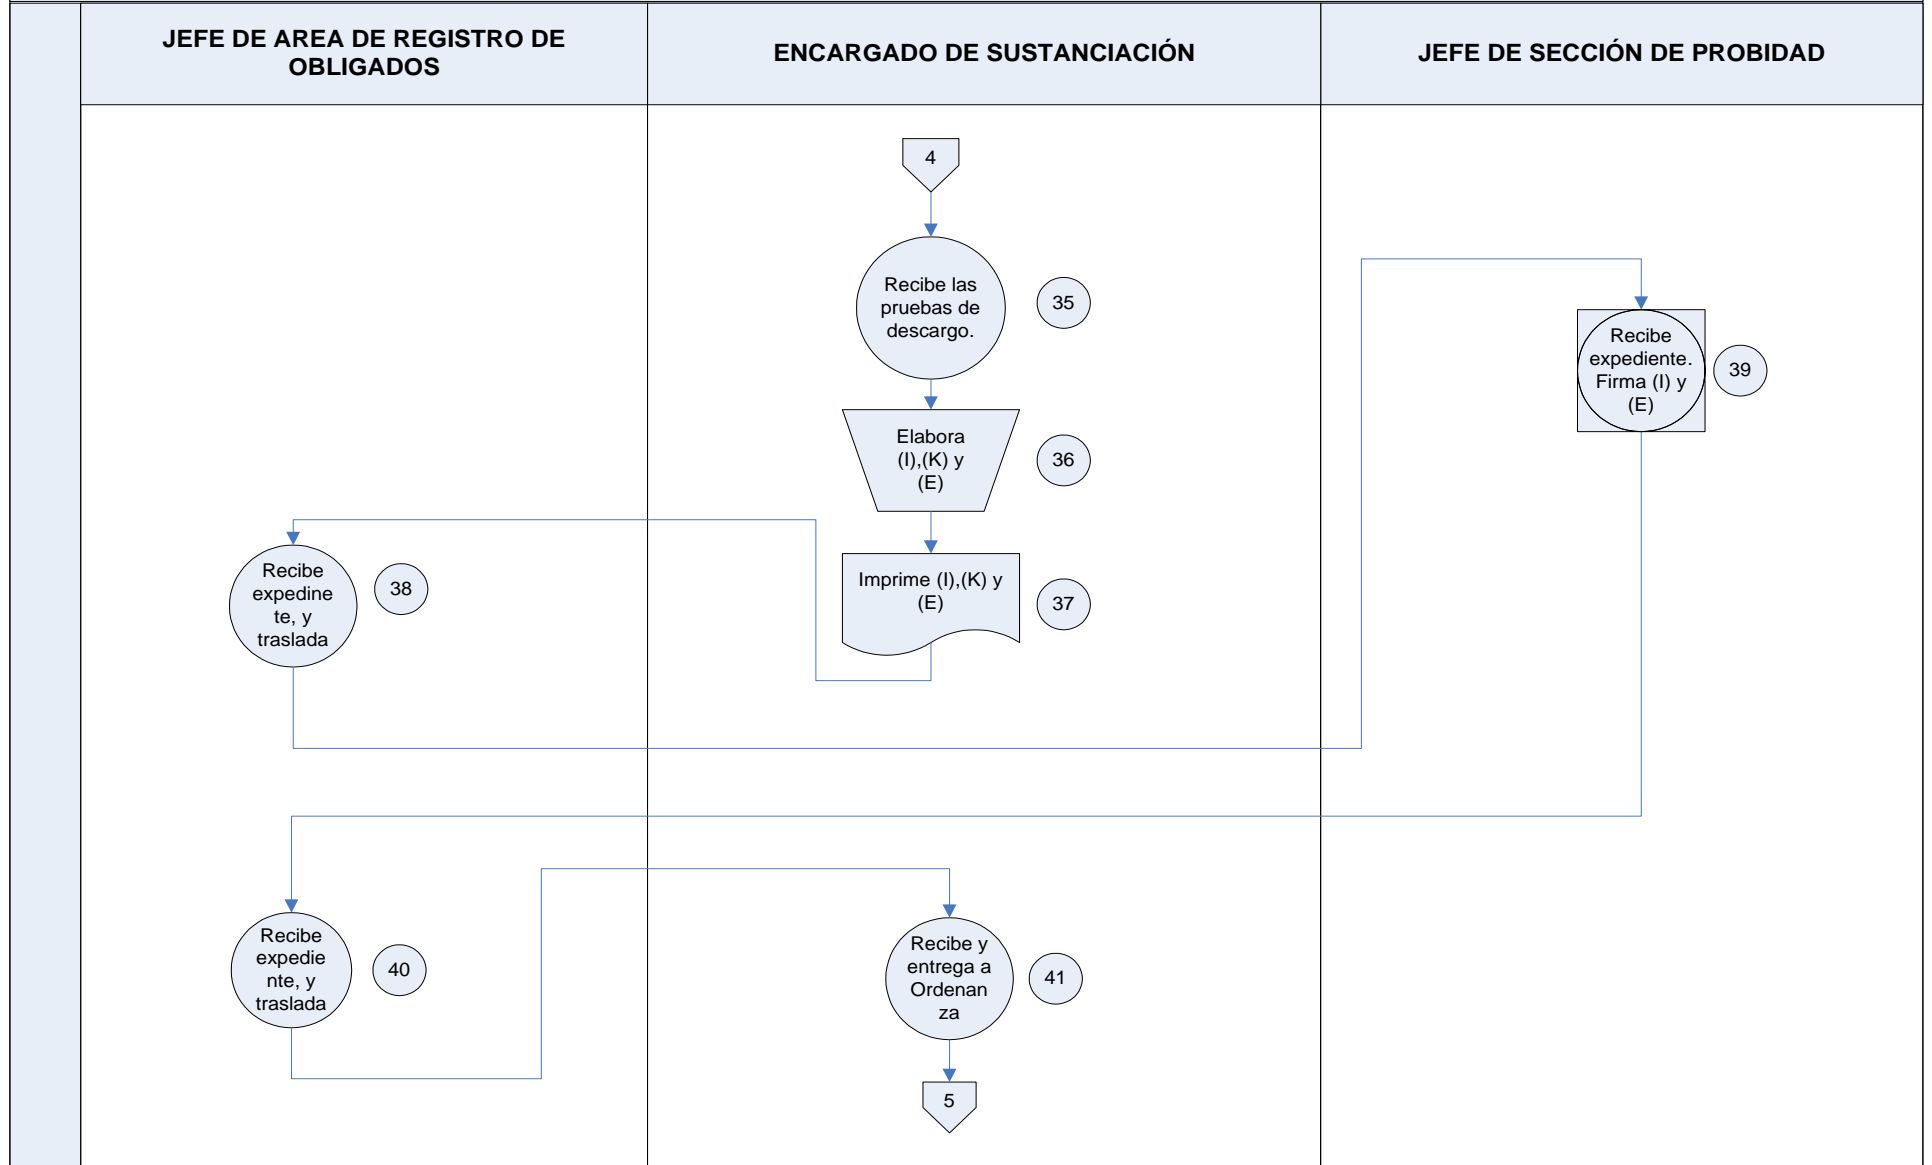 JEFE DE AREA DE REGISTRO DE
OBLIGADOS
ENCARGADO DE SUSTANCIACIÓN
JEFE DE SECCIÓN DE PROBIDAD
4
Recibe las
pruebas de
descargo.
35
Elabora
(I),(K) y
(E)
36
Imprime (I),(K) y
(E)
37
Recibe
expedine
te, y
traslada
38
Recibe
expediente.
Firma (I) y
(E)
39
Recibe
expedie
nte, y
traslada
40
Recibe y
entrega a
Ordenan
za
41
5